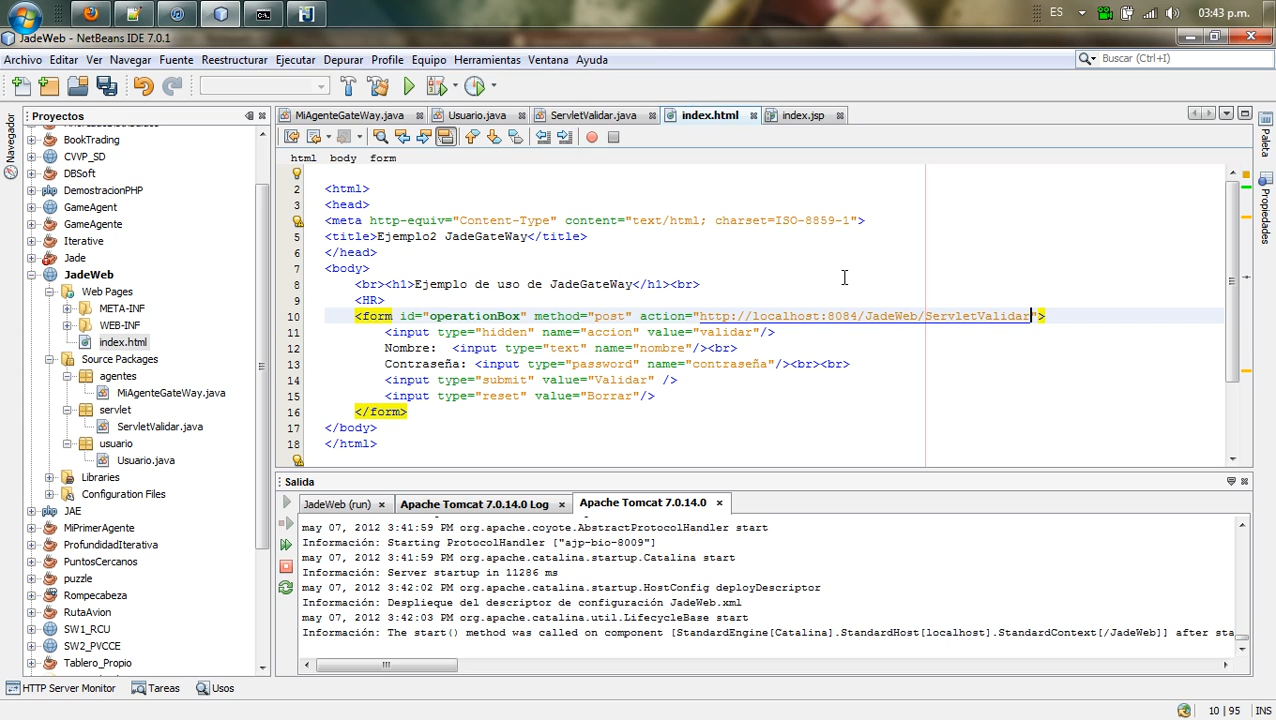 ES 03:43 p.m.
JadeWeb - NetBeans IDE 7.0.1
Archivo Editar Ver Navegar Fuente Reestructurar Ejecutar Depurar Profile Equipo Herramientas Ventana Ayuda
Buscar (Ctrl+I)
Navegador
Proyectos
BookTrading
CVVP_SD
DBSoft
DemostracionPHP
GameAgent
GameAgente
Iterative
Jade
JadeWeb
Web Pages
META-INF
WEB-INF
index.html
Source Packages
agentes
MiAgenteGateWay.java
servlet
ServletValidar.java
usuario
Usuario.java
Libraries
Configuration Files
JAE
MiPrimerAgente
ProfundidadIterativa
PuntosCercanos
puzzle
Rompecabeza
RutaAvion
SW1_RCU
SW2_PVCCE
Tablero_Propio
MiAgenteGateWay.java Usuario.java ServletValidar.java index.html index.jsp
html body form
2 <html>
3 <head>
<meta http-equiv="Content-Type" content="text/html; charset=ISO-8859-1">
5 <title>Ejemplo2 JadeGateWay</title>
6 </head>
7 <body>
8 <br><h1>Ejemplo de uso de JadeGateWay</h1><br>
9 <HR>
10 <form id="operationBox" method="post" action="http://localhost:8084/JadeWeb/ServletValidar">
11 <input type="hidden" name="accion" value="validar"/>
12 Nombre: <input type="text" name="nombre"/><br>
13 Contraseña: <input type="password" name="contraseña"/><br><br>
14 <input type="submit" value="Validar" />
15 <input type="reset" value="Borrar"/>
16 </form>
17 </body>
18 </html>
Paleta
Propiedades
Salida
JadeWeb (run) Apache Tomcat 7.0.14.0 Log Apache Tomcat 7.0.14.0
may 07, 2012 3:41:59 PM org.apache.coyote.AbstractProtocolHandler start
Información: Starting ProtocolHandler ["ajp-bio-8009"]
may 07, 2012 3:41:59 PM org.apache.catalina.startup.Catalina start
Información: Server startup in 11286 ms
may 07, 2012 3:42:02 PM org.apache.catalina.startup.HostConfig deployDescriptor
Información: Desplieque del descriptor de configuración JadeWeb.xml
may 07, 2012 3:42:03 PM org.apache.catalina.util.LifecycleBase start
Información: The start() method was called on component [StandardEngine[Catalina].StandardHost[localhost].StandardContext[/JadeWeb]] after sta
HTTP Server Monitor Tareas Usos
10 | 95 INS